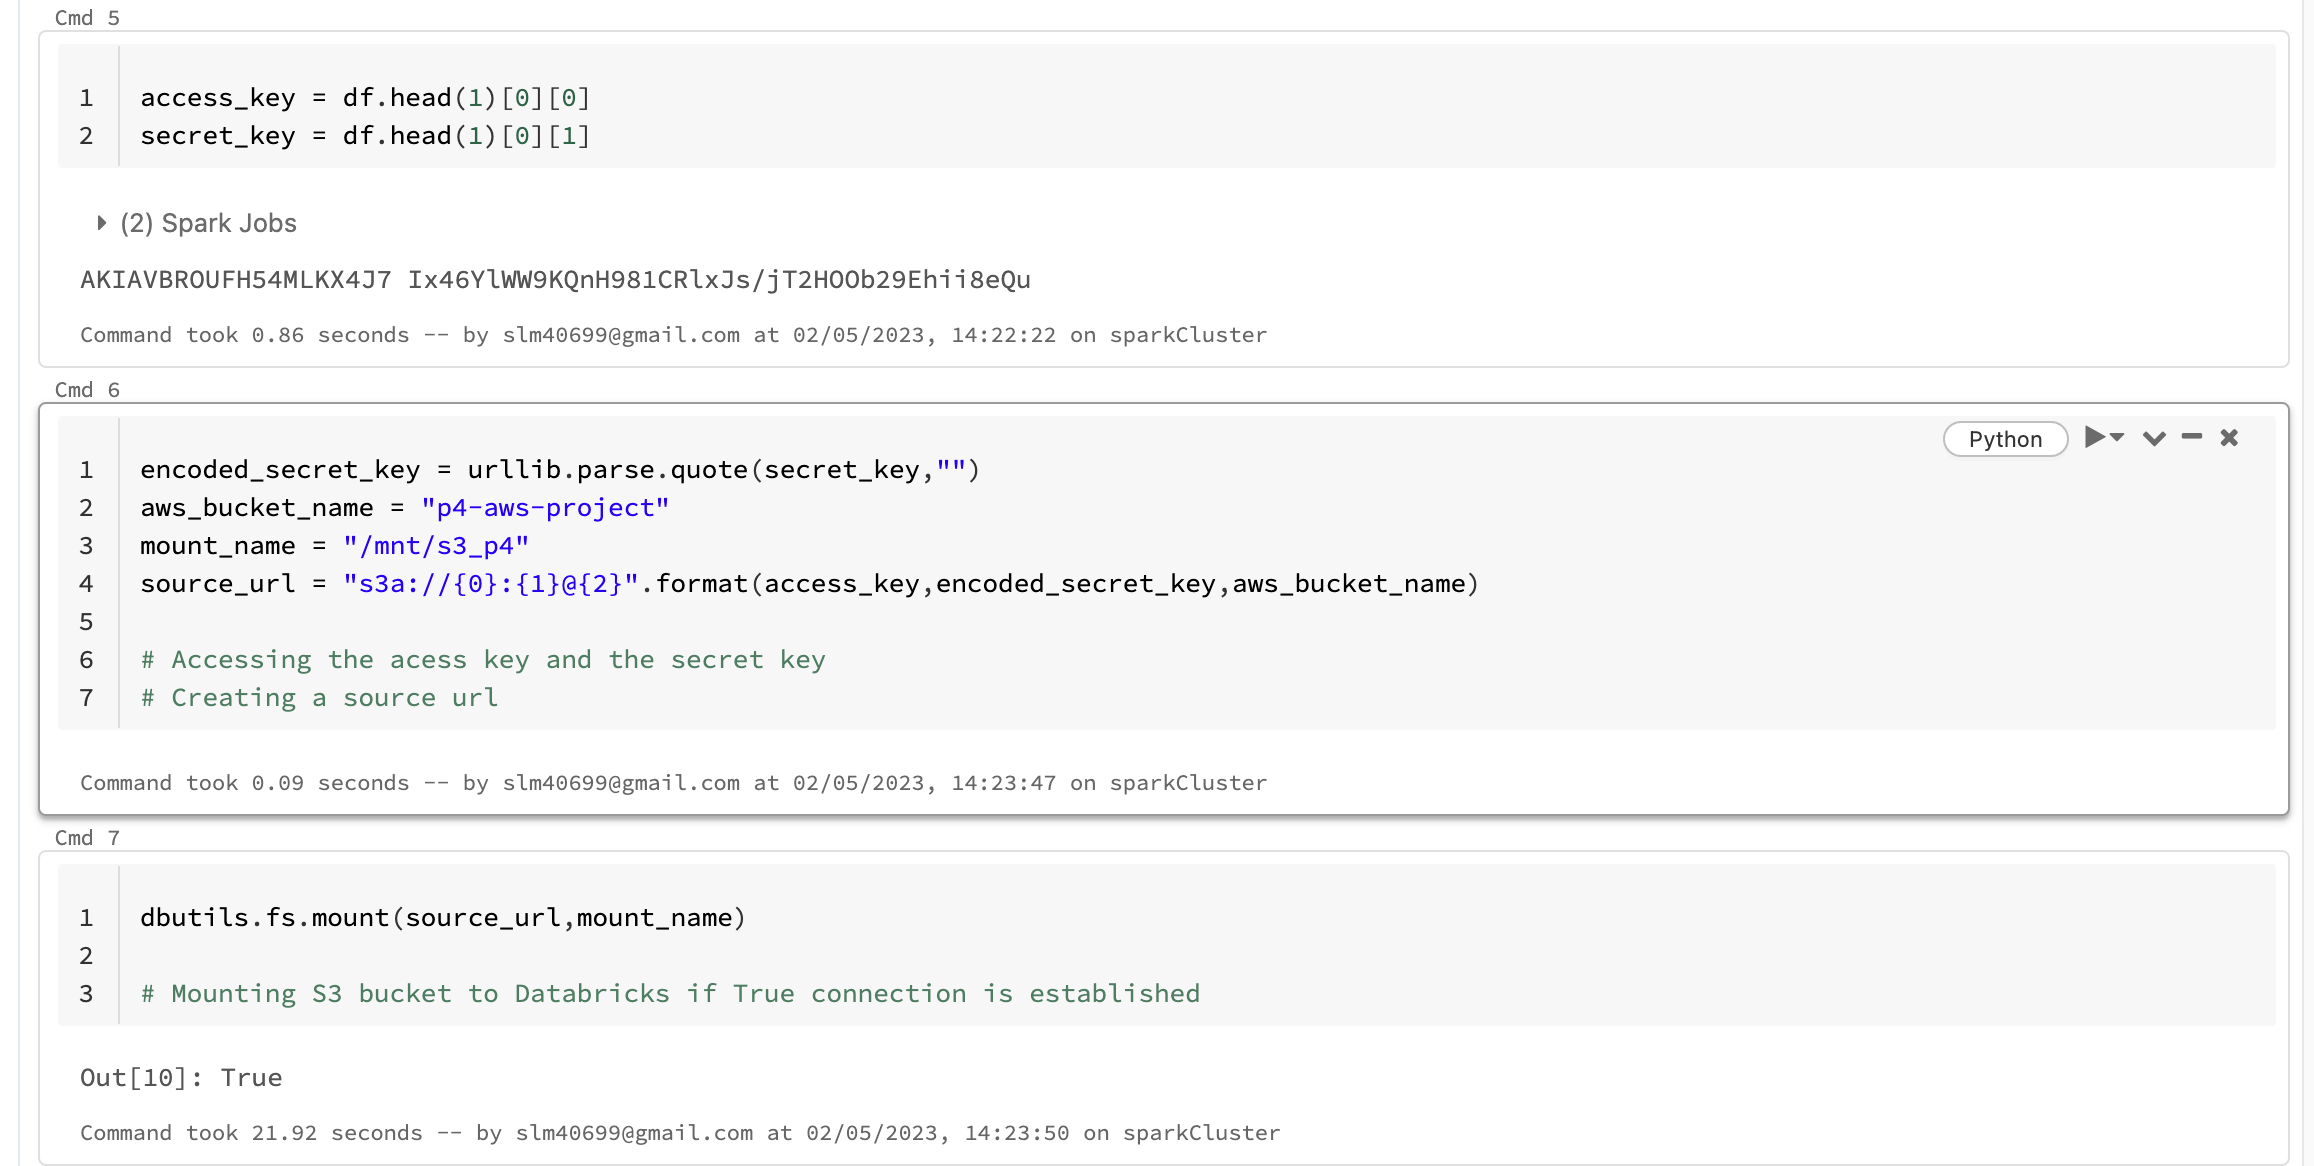 Cmd 5
1 access_key = df.head(1)[0][0]
2 secret_key = df.head(1)[0][1]
(2) Spark Jobs
AKIAVBROUFH54MLKX4J7 Ix46YlWW9KQnH981CRlxJs/jT2HOOb29Ehii8eQu
Command took 0.86 seconds -- by slm40699@gmail.com at 02/05/2023, 14:22:22 on sparkCluster
Cmd 6
Python
1 encoded_secret_key = urllib.parse.quote(secret_key,"")
2 aws_bucket_name = "p4-aws-project"
3 mount_name = "/mnt/s3_p4"
4 source_url = "s3a://{0}:{1}@{2}".format(access_key,encoded_secret_key,aws_bucket_name)
5
6 # Accessing the acess key and the secret key
7 # Creating a source url
Command took 0.09 seconds -- by slm40699@gmail.com at 02/05/2023, 14:23:47 on sparkCluster
Cmd 7
1 dbutils.fs.mount(source_url,mount_name)
2
3 # Mounting S3 bucket to Databricks if True connection is established
Out[10]: True
Command took 21.92 seconds -- by slm40699@gmail.com at 02/05/2023, 14:23:50 on sparkCluster